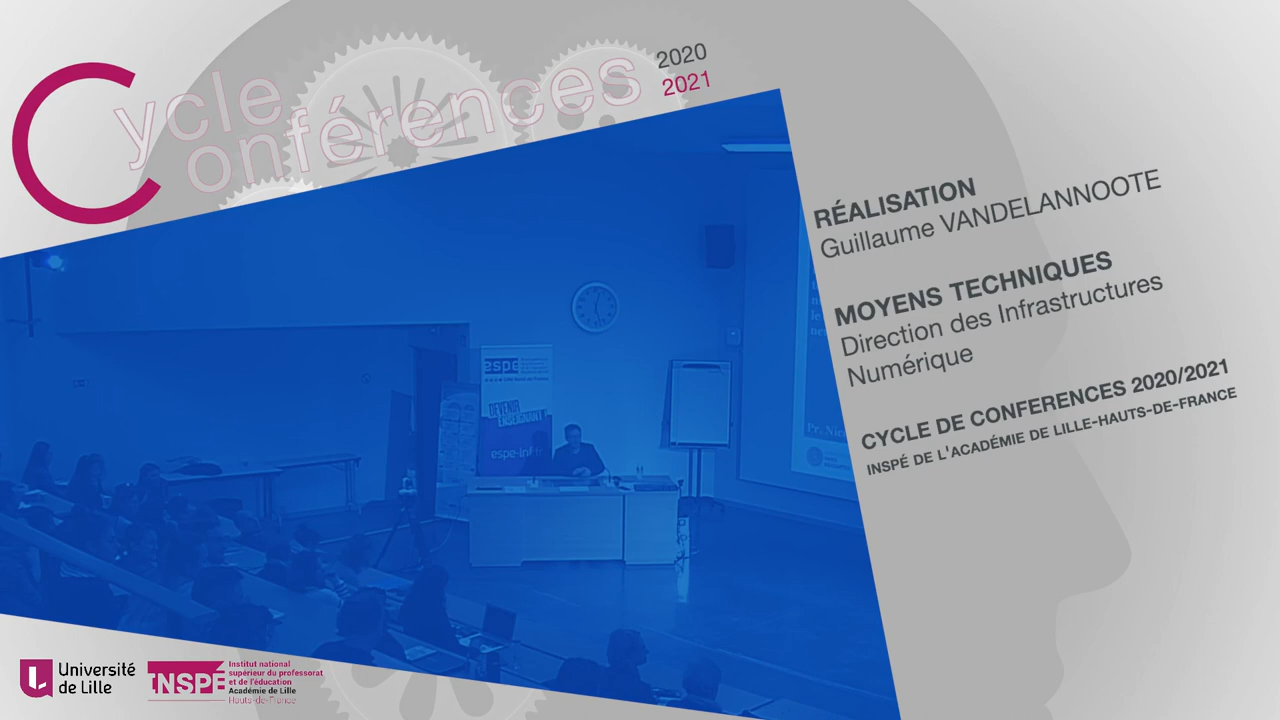 Cycle
Conférences
2020
2021
RÉALISATION
Guillaume VANDELANNOOTE
MOYENS TECHNIQUES
Direction des Infrastructures
Numérique
CYCLE DE CONFERENCES 2020/2021
INSPÉ DE L'ACADÉMIE DE LILLE-HAUTS-DE-FRANCE
espe
DEVENIR
ENSEIGNANT
espe-lnf.fr
Université
de Lille
INSPÉ
Institut national
supérieur du professorat
et de l'éducation
Académie de Lille
Hauts-de-France